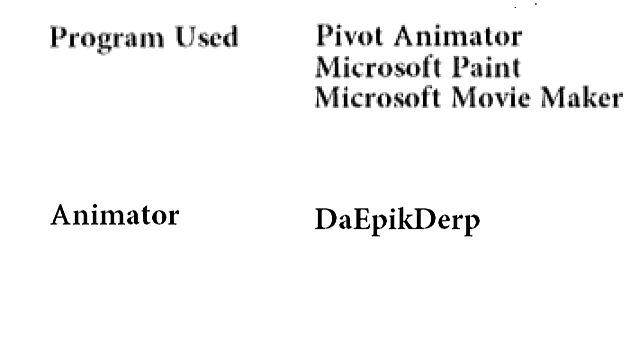 Program Used Pivot Animator
Microsoft Paint
Microsoft Movie Maker
Animator DaEpikDerp